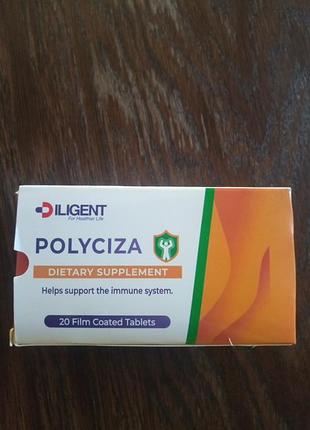 DILIGENT
For Healthier Life
POLYCIZA
DIETARY SUPPLEMENT
Helps support the immune system.
20 Film Coated Tablets